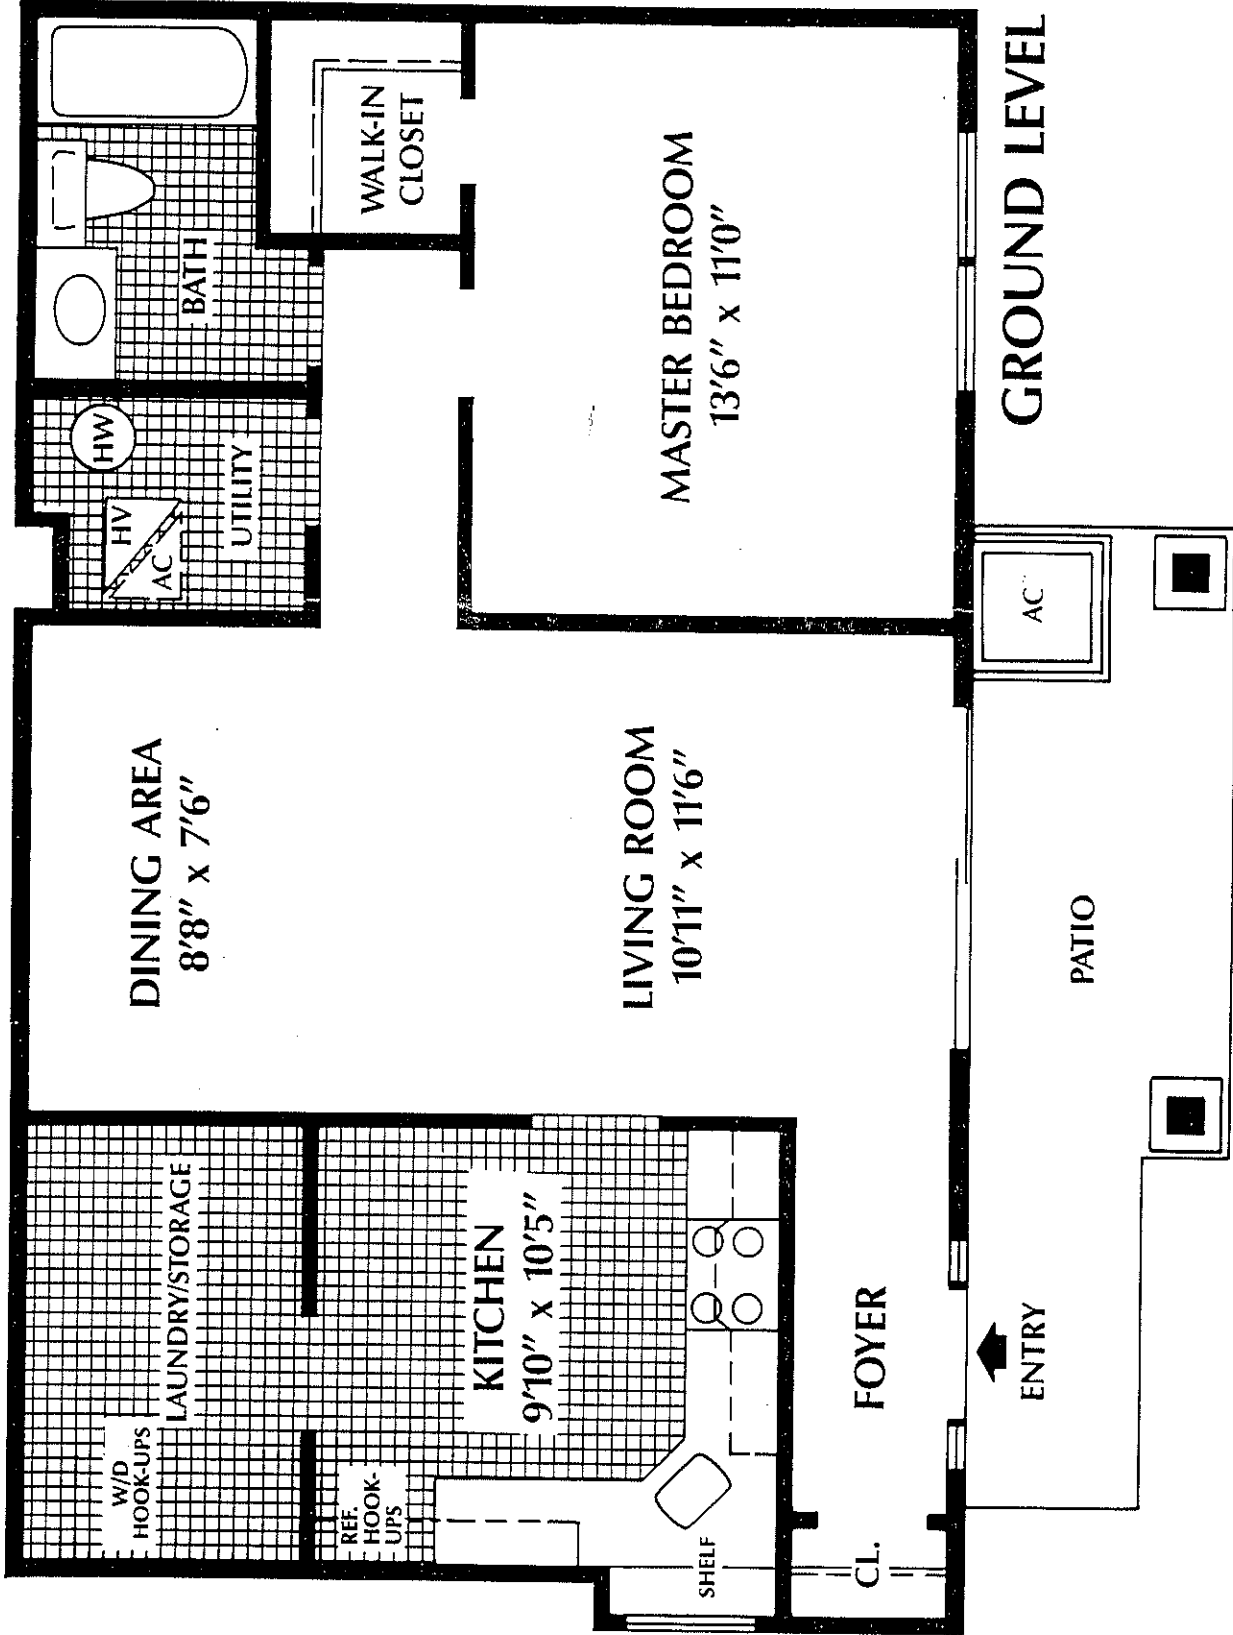 W/D
HOOK-UPS
LAUNDRY/STORAGE
DINING AREA
8'8" x 7'6"
HV
AC
HW
UTILITY
BATH
REF.
HOOK-
UPS
KITCHEN
9'10" x 10'5"
WALK-IN
CLOSET
SHELF
LIVING ROOM
10'11" x 11'6"
MASTER BEDROOM
13'6" x 11'0"
CL.
FOYER
ENTRY
PATIO
AC
GROUND LEVEL